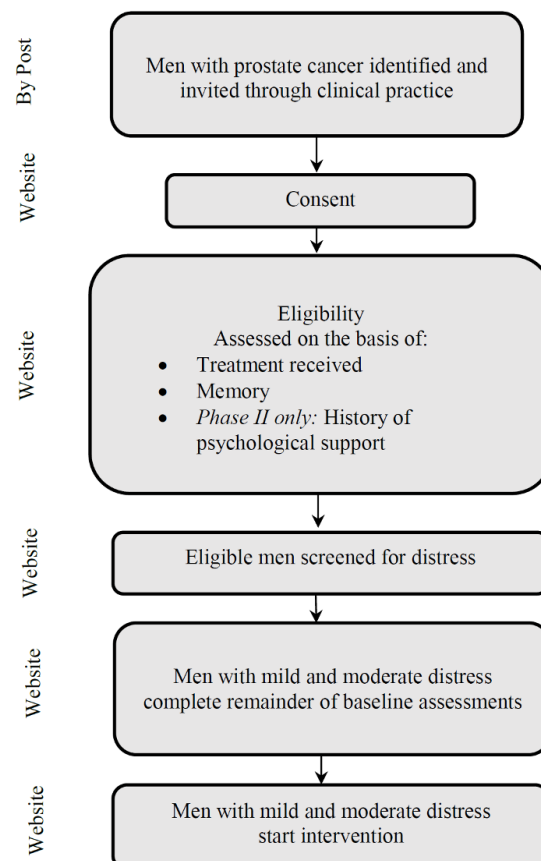 By Post
Men with prostate cancer identified and
invited through clinical practice
Website
Consent
Website
Eligibility
Assessed on the basis of:
• Treatment received
• Memory
• Phase II only: History of
psychological support
Website
Eligible men screened for distress
Website
Men with mild and moderate distress
complete remainder of baseline assessments
Website
Men with mild and moderate distress
start intervention